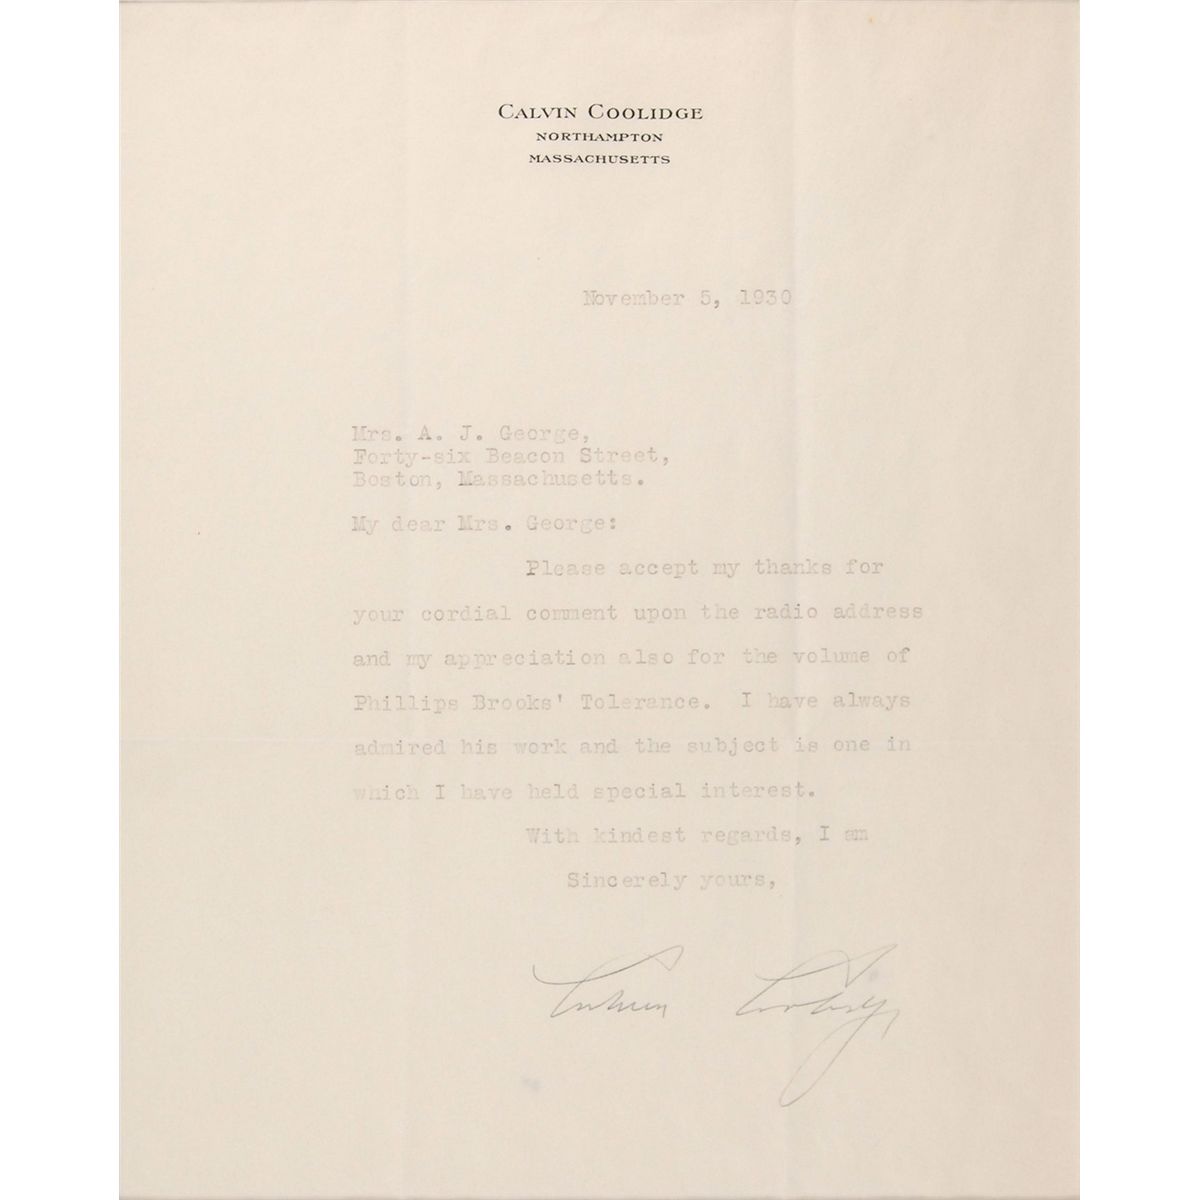 CALVIN COOLIDGE
NORTHAMPTON
MASSACHUSETTS
November 5, 1930
Mrs. A. J. George,
Forty-six Beacon Street,
Boston, Massachusetts.
My dear Mrs. George:
Please accept my thanks for
your cordial comment upon the radio address
and my appreciation also for the volume of
Phillips Brooks' Tolerance. I have always
admired his work and the subject is one in
which I have held special interest.
With kindest regards, I am
Sincerely yours,
Calvin Coolidge